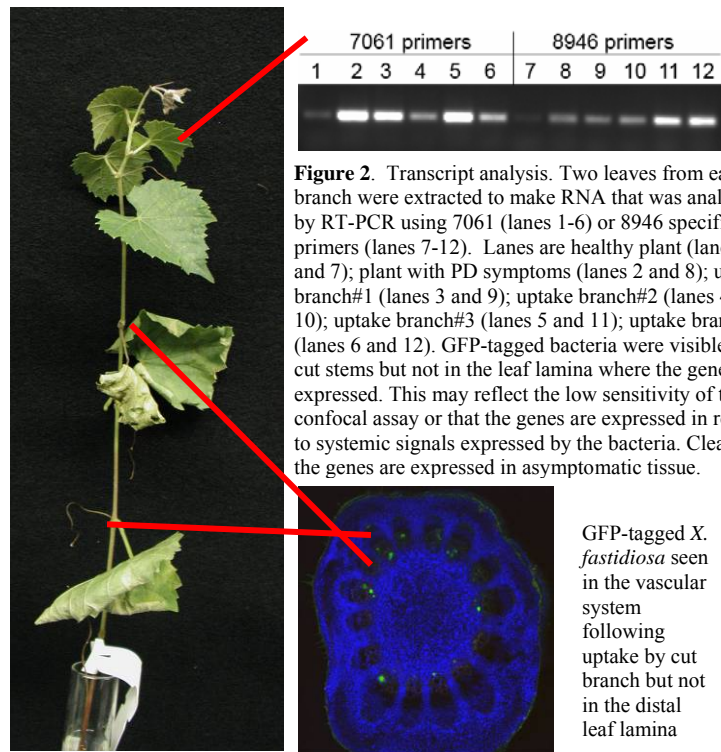 7061 primers 8946 primers
1 2 3 4 5 6 7 8 9 10 11 12
Figure 2. Transcript analysis. Two leaves from ea
branch were extracted to make RNA that was anal
by RT-PCR using 7061 (lanes 1-6) or 8946 specifi
primers (lanes 7-12). Lanes are healthy plant (lane
and 7); plant with PD symptoms (lanes 2 and 8); u
branch#1 (lanes 3 and 9); uptake branch#2 (lanes 4
10); uptake branch#3 (lanes 5 and 11); uptake bran
(lanes 6 and 12). GFP-tagged bacteria were visible
cut stems but not in the leaf lamina where the gene
expressed. This may reflect the low sensitivity of t
confocal assay or that the genes are expressed in re
to systemic signals expressed by the bacteria. Clea
the genes are expressed in asymptomatic tissue.
GFP-tagged X.
fastidiosa seen
in the vascular
system
following
uptake by cut
branch but not
in the distal
leaf lamina